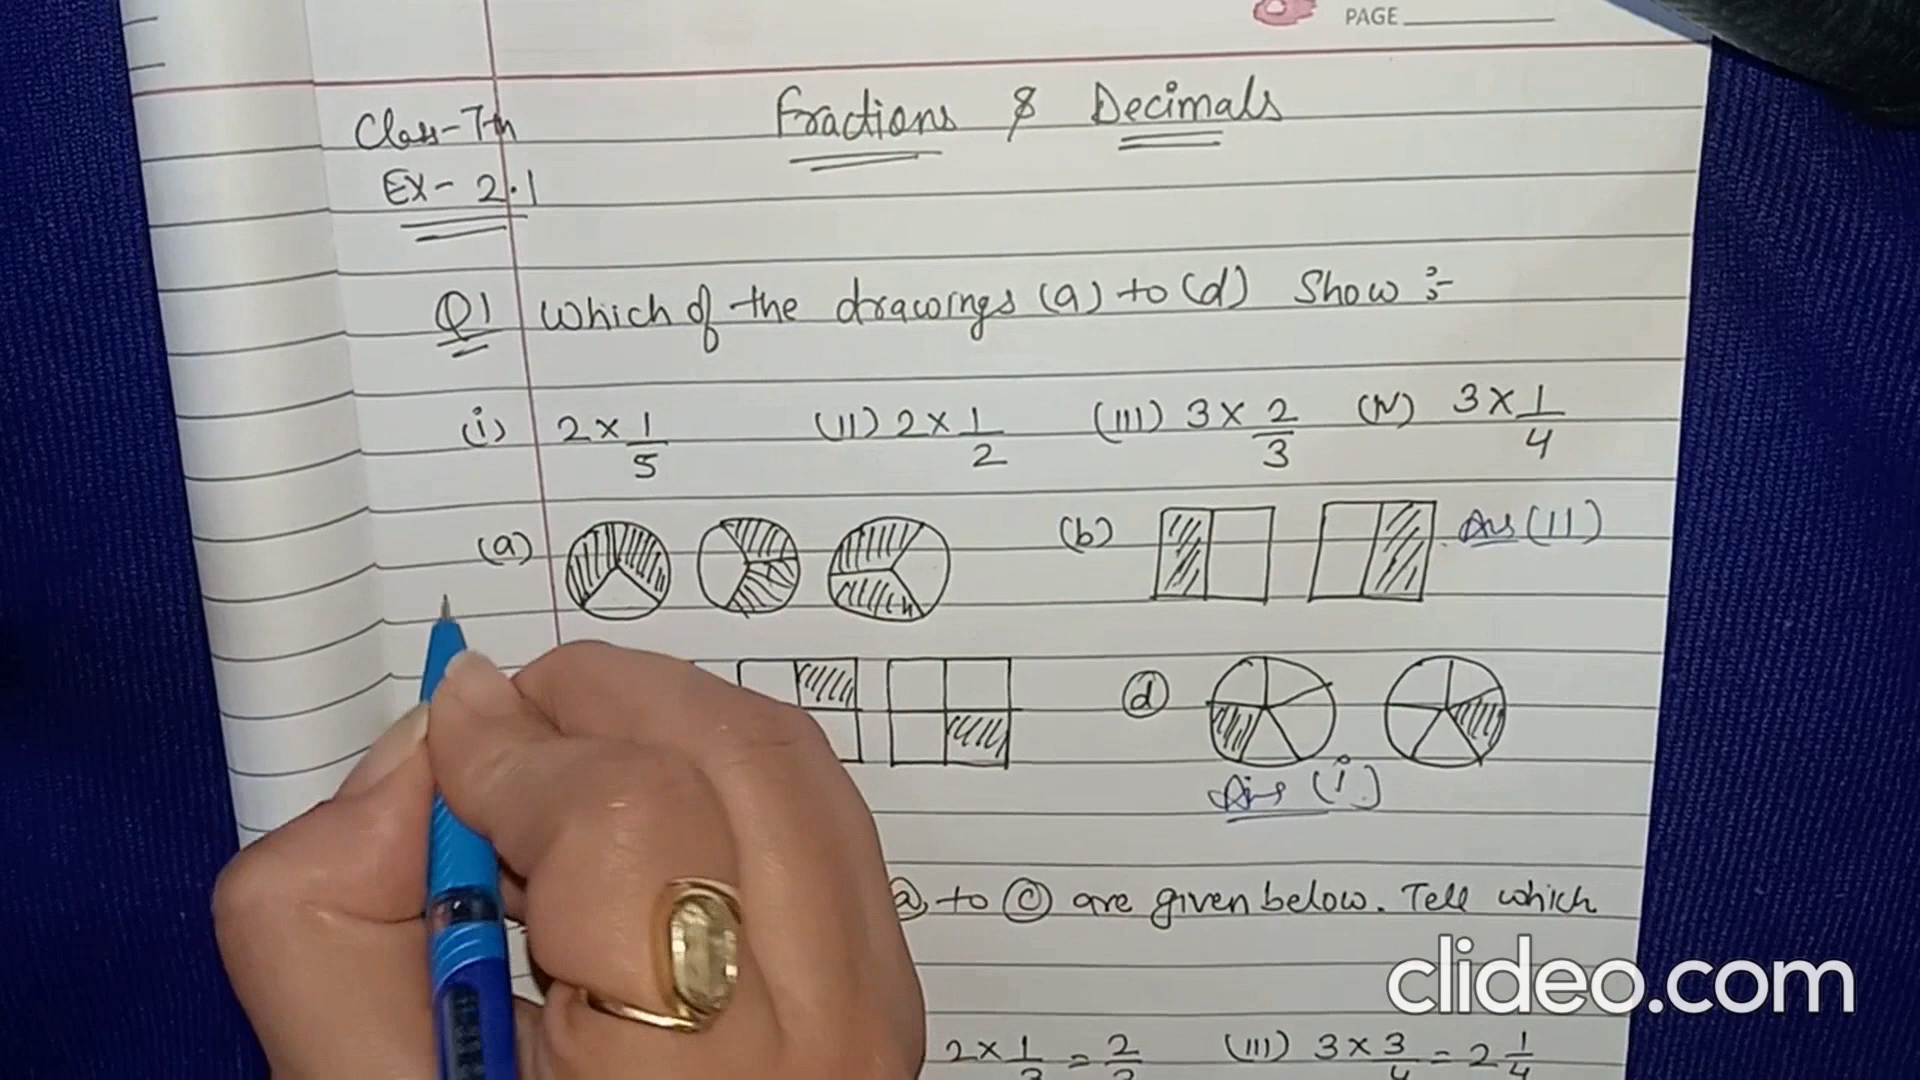 PAGE
Class-7th
Fractions & Decimals
Ex-2.1
Q1 Which of the drawings (a) to (d) Show :-
(i) 2×1/5 (II) 2×1/2 (III) 3×2/3 (IV) 3×1/4
(a) (b) Ans (II)
(d)
Ans (i)
(a) to (c) are given below. Tell which
clideo.com
2×1/3 = 2/3 (III) 3×3/4 = 2 1/4